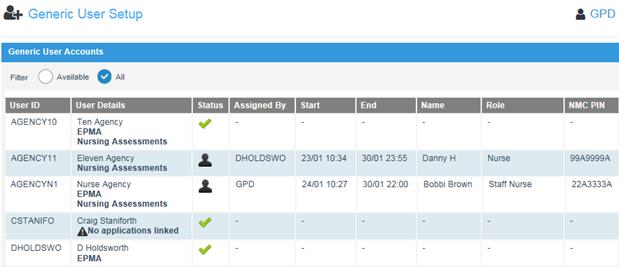 Generic User Setup GPD
Generic User Accounts
Filter Available All
User ID User Details Status Assigned By Start End Name Role NMC PIN
AGENCY10 Ten Agency - - - - - -
EPMA
Nursing Assessments
AGENCY11 Eleven Agency DHOLDSWO 23/01 10:34 30/01 23:55 Danny H Nurse 99A9999A
Nursing Assessments
AGENCYN1 Nurse Agency GPD 24/01 10:27 30/01 22:00 Bobbi Brown Staff Nurse 22A3333A
EPMA
Nursing Assessments
CSTANIFO Craig Staniforth - - - - - -
No applications linked
DHOLDSWO D Holdsworth - - - - - -
EPMA